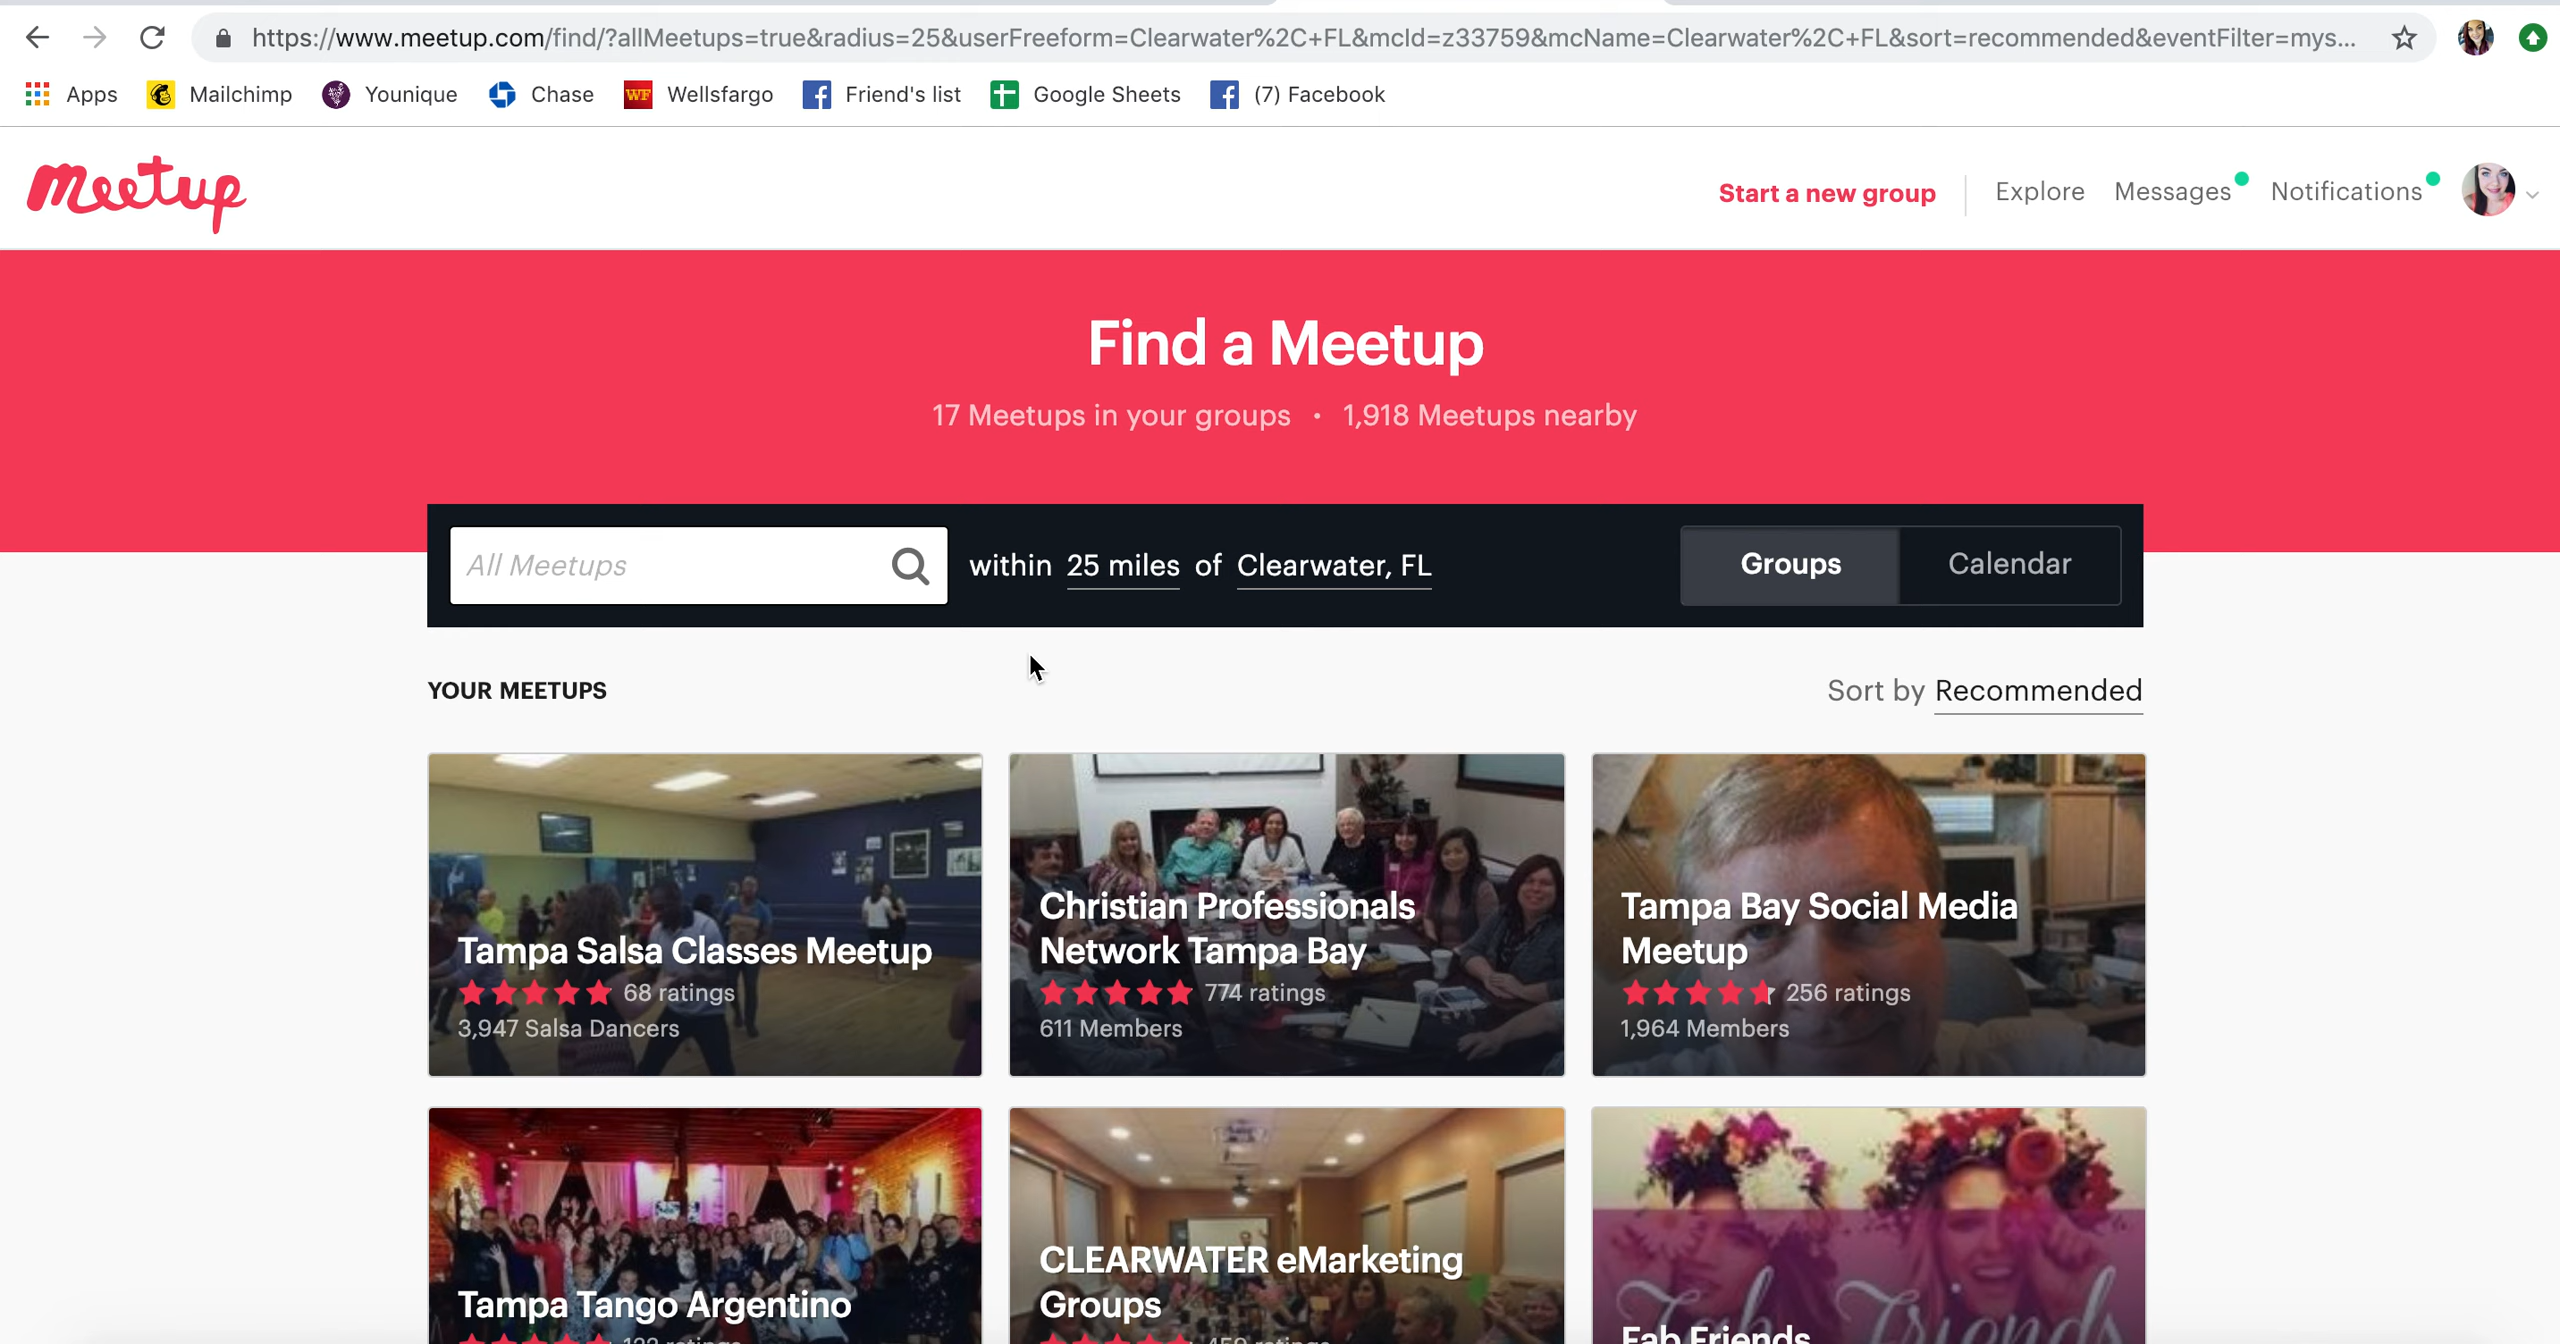 https://www.meetup.com/find/?allMeetups=true&radius=25&userFreeform=Clearwater%2C+FL&mcId=z33759&mcName=Clearwater%2C+FL&sort=recommended&eventFilter=mys...
Apps Mailchimp Younique Chase WF Wellsfargo Friend's list Google Sheets (7) Facebook
meetup
Start a new group Explore Messages Notifications
Find a Meetup
17 Meetups in your groups • 1,918 Meetups nearby
All Meetups within 25 miles of Clearwater, FL Groups Calendar
YOUR MEETUPS Sort by Recommended
Tampa Salsa Classes Meetup
68 ratings
3,947 Salsa Dancers
Christian Professionals
Network Tampa Bay
774 ratings
611 Members
Tampa Bay Social Media
Meetup
256 ratings
1,964 Members
Tampa Tango Argentino
CLEARWATER eMarketing
Groups
Fab Friends
Fab Friends